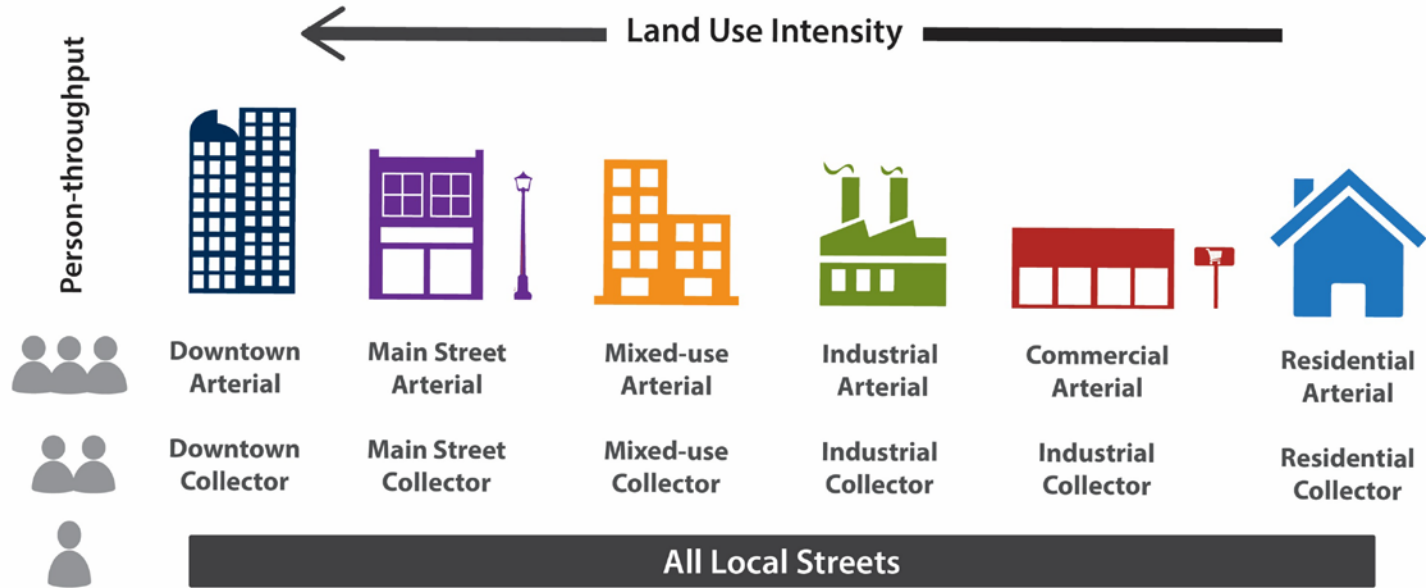 Land Use Intensity
Person-throughput
Downtown Arterial
Main Street Arterial
Mixed-use Arterial
Industrial Arterial
Commercial Arterial
Residential Arterial
Downtown Collector
Main Street Collector
Mixed-use Collector
Industrial Collector
Industrial Collector
Residential Collector
All Local Streets